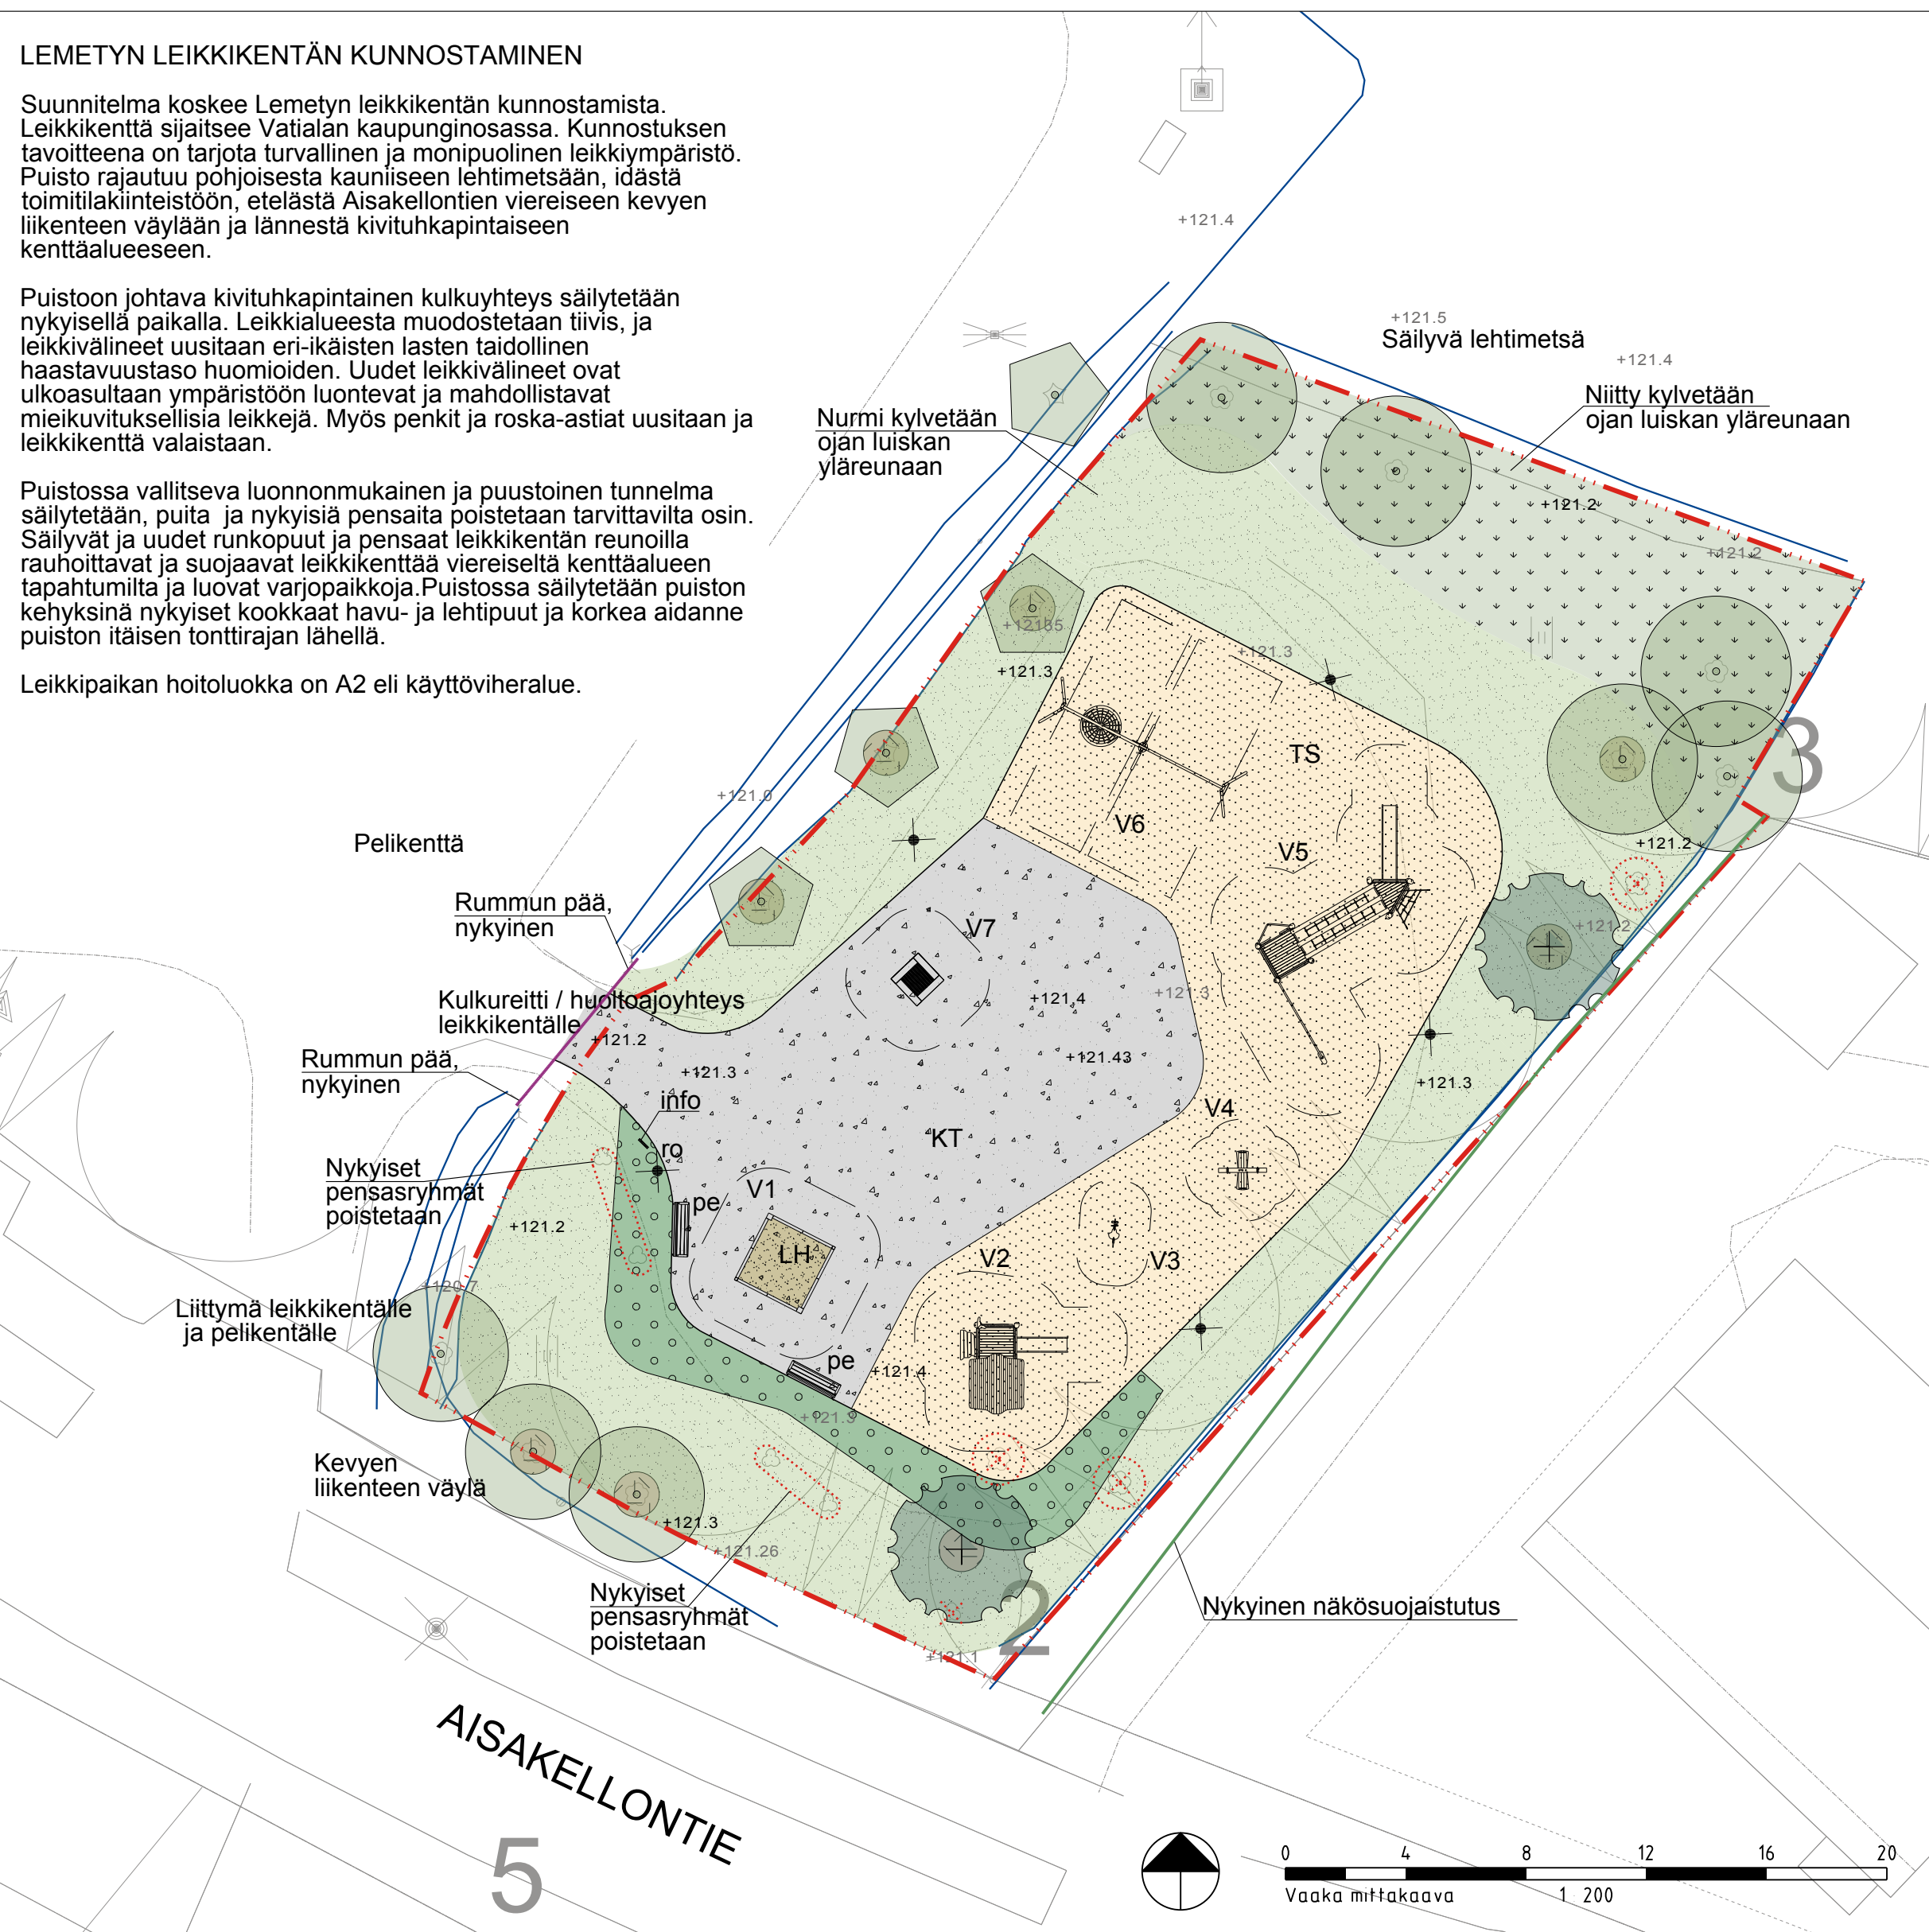 LEMETYN LEIKKIKENTÄN KUNNOSTAMINEN
Suunnitelma koskee Lemetyn leikkikentän kunnostamista.
Leikkikenttä sijaitsee Vatialan kaupunginosassa. Kunnostuksen
tavoitteena on tarjota turvallinen ja monipuolinen leikkiympäristö.
Puisto rajautuu pohjoisesta kauniiseen lehtimetsään, idästä
toimitilakiinteistöön, etelästä Aisakellontien viereiseen kevyen
liikenteen väylään ja lännestä kivituhkapintaiseen
kenttäalueeseen.
Puistoon johtava kivituhkapintainen kulkuyhteys säilytetään
nykyisellä paikalla. Leikkialueesta muodostetaan tiivis, ja
leikkivälineet uusitaan eri-ikäisten lasten taidollinen
haastavuustaso huomioiden. Uudet leikkivälineet ovat
ulkoasultaan ympäristöön luontevat ja mahdollistavat
mieikuvituksellisia leikkejä. Myös penkit ja roska-astiat uusitaan ja
leikkikenttä valaistaan.
Puistossa vallitseva luonnonmukainen ja puustoinen tunnelma
säilytetään, puita  ja nykyisiä pensaita poistetaan tarvittavilta osin.
Säilyvät ja uudet runkopuut ja pensaat leikkikentän reunoilla
rauhoittavat ja suojaavat leikkikenttää viereiseltä kenttäalueen
tapahtumilta ja luovat varjopaikkoja.Puistossa säilytetään puiston
kehyksinä nykyiset kookkaat havu- ja lehtipuut ja korkea aidanne
puiston itäisen tonttirajan lähellä.
Leikkipaikan hoitoluokka on A2 eli käyttöviheralue.
+121.4
+121.5
Säilyvä lehtimetsä
+121.4
Niitty kylvetään
ojan luiskan yläreunaan
Nurmi kylvetään
ojan luiskan
yläreunaan
+121.2
+121.2
+121.3
+121.3
TS
3
+121.0
V6
Pelikenttä
V5
+121.2
Rummun pää,
nykyinen
V7
+121.2
Kulkureitti / huoltoajoyhteys
leikkikentälle
+121.4
+121.3
+121.2
Rummun pää,
nykyinen
+121.3
+121.43
+121.3
info
V4
KT
ro
Nykyiset
pensasryhmät
poistetaan
V1
pe
+121.2
LH
V2
V3
+120.7
Liittymä leikkikentälle
ja pelikentälle
pe
+121.4
+121.3
Kevyen
liikenteen väylä
+121.3
+121.26
Nykyiset
pensasryhmät
poistetaan
2
Nykyinen näkösuojaistutus
+121.1
AISAKELLONTIE
5
0 4 8 12 16 20
Vaaka mittakaava 1 200